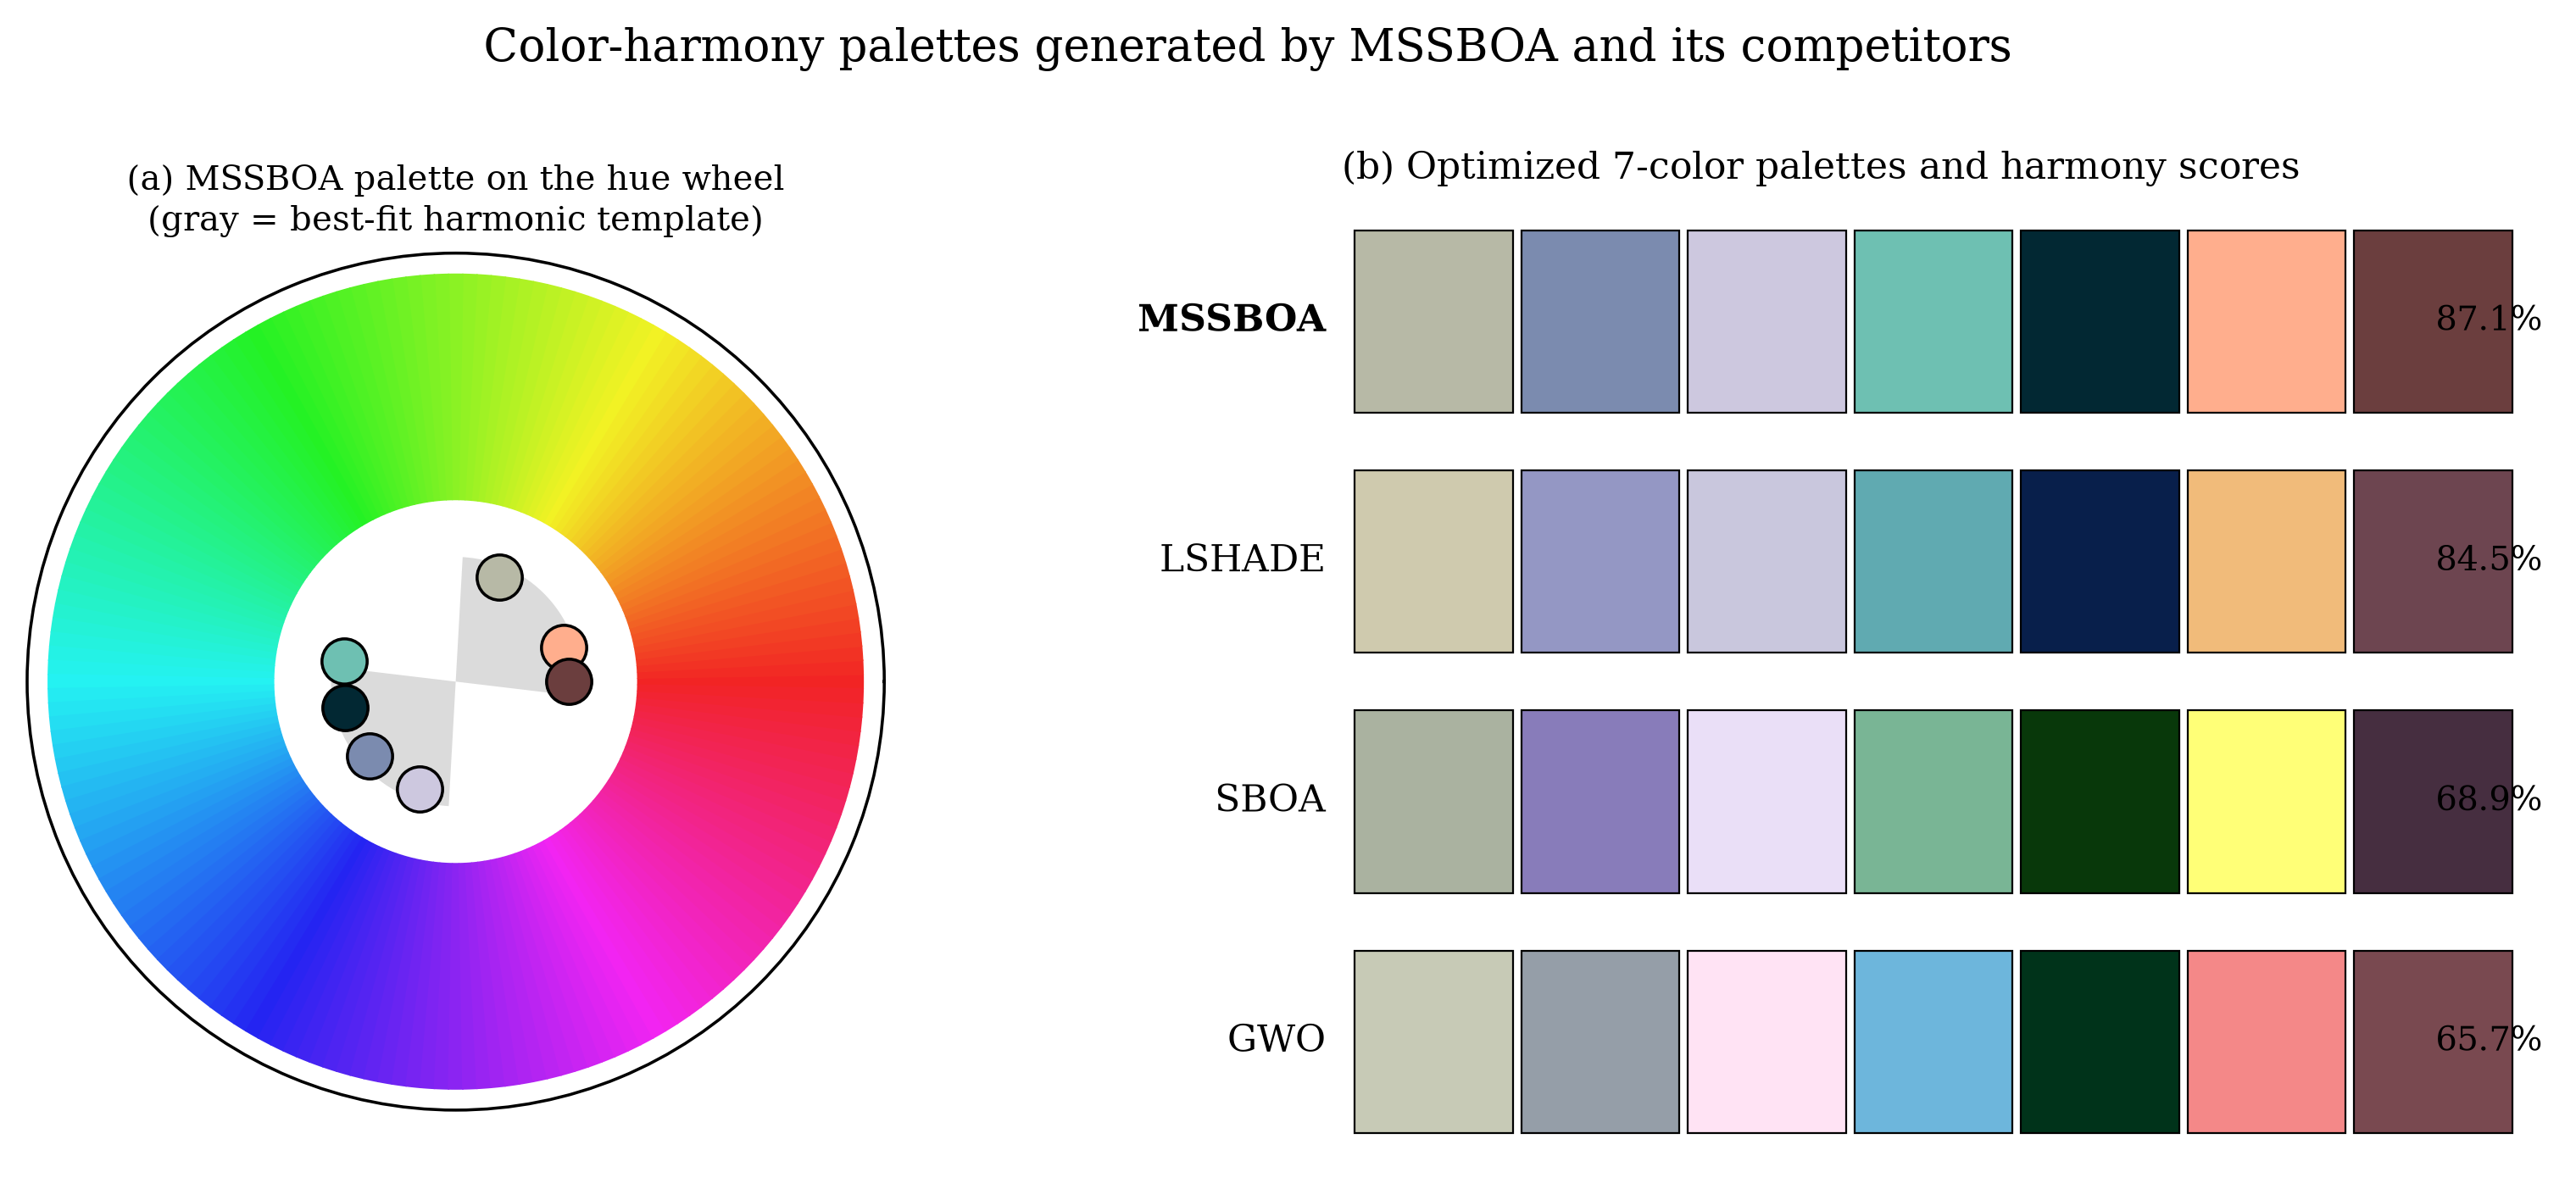 Color-harmony palettes generated by MSSBOA and its competitors
(a) MSSBOA palette on the hue wheel
(gray = best-fit harmonic template)
(b) Optimized 7-color palettes and harmony scores
MSSBOA 87.1%
LSHADE 84.5%
SBOA 68.9%
GWO 65.7%